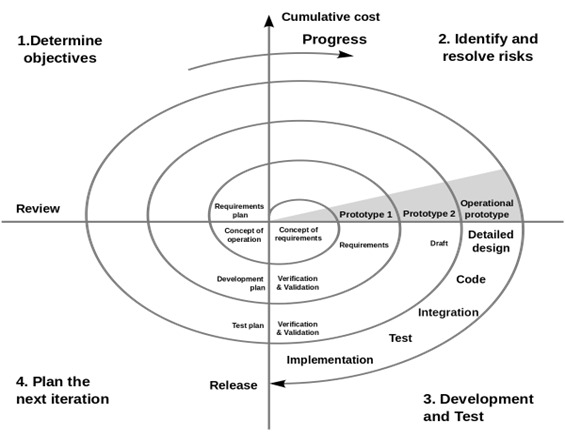 Cumulative cost
1.Determine
objectives
Progress
2. Identify and
resolve risks
Review
Requirements
plan
Prototype 1
Prototype 2
Operational
prototype
Concept of
operation
Concept of
requirements
Requirements
Draft
Detailed
design
Development
plan
Verification
& Validation
Code
Integration
Test plan
Verification
& Validation
Test
Implementation
Release
4. Plan the
next iteration
3. Development
and Test